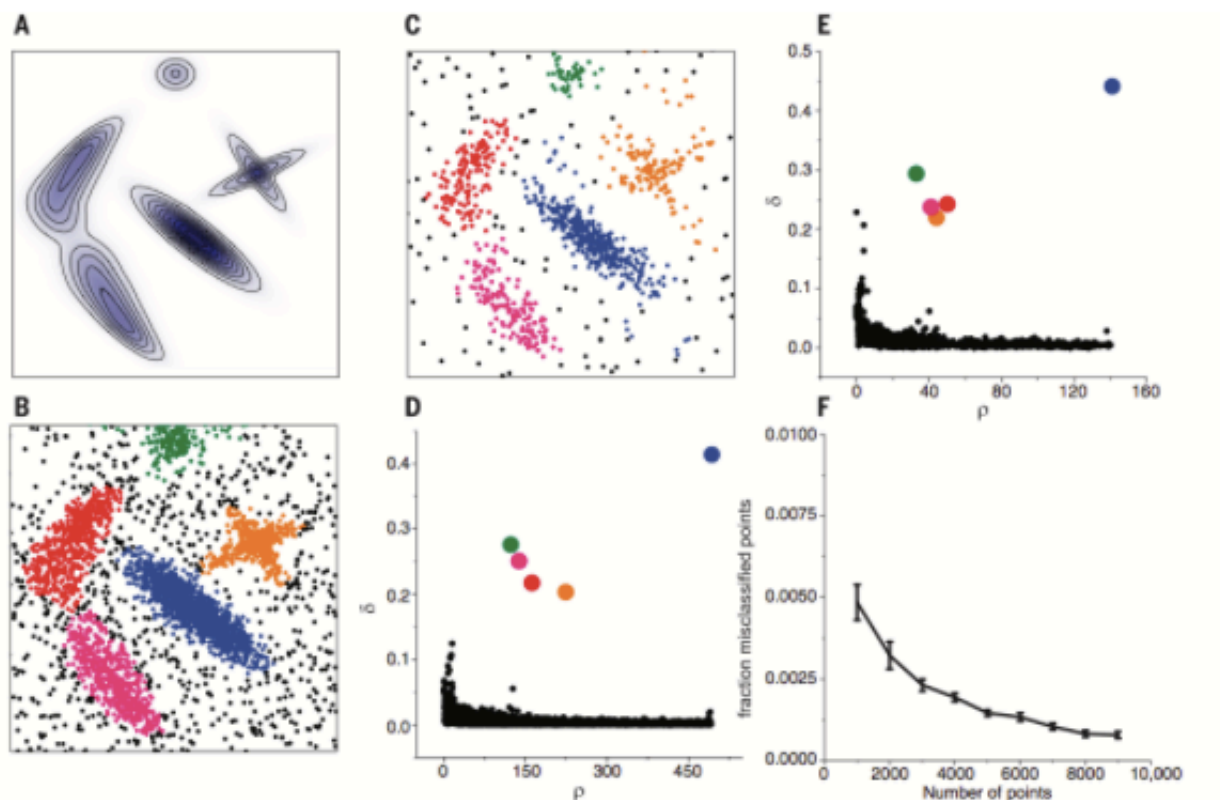 A
B
C
D
δ
0.4
0.3
0.2
0.1
0.0
0
150
300
450
ρ
E
δ
0.5
0.4
0.3
0.2
0.1
0.0
0
40
80
120
160
ρ
F
fraction misclassified points
0.0100
0.0075
0.0050
0.0025
0.0000
0
2000
4000
6000
8000
10,000
Number of points